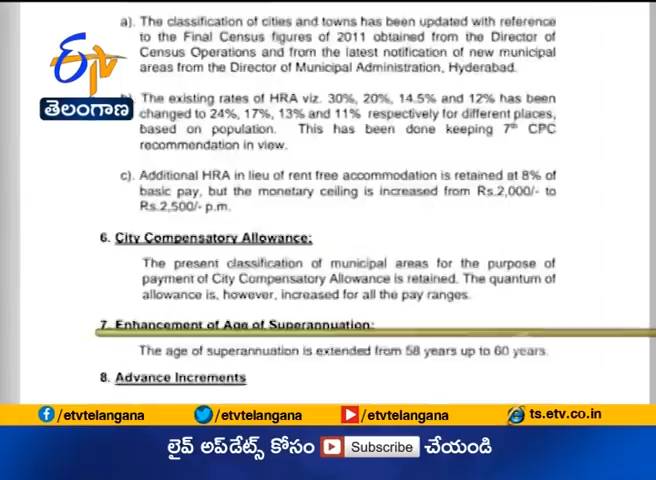 a). The classification of cities and towns has been updated with reference
to the Final Census figures of 2011 obtained from the Director of
Census Operations and from the latest notification of new municipal
areas from the Director of Municipal Administration, Hyderabad.
ETV
తెలంగాణ
The existing rates of HRA viz. 30%, 20%, 14.5% and 12% has been
changed to 24%, 17%, 13% and 11% respectively for different places,
based on population. This has been done keeping 7th CPC
recommendation in view.
c). Additional HRA in lieu of rent free accommodation is retained at 8% of
basic pay, but the monetary ceiling is increased from Rs.2,000/- to
Rs.2,500/- p.m.
6. City Compensatory Allowance:
The present classification of municipal areas for the purpose of
payment of City Compensatory Allowance is retained. The quantum of
allowance is, however, increased for all the pay ranges.
7. Enhancement of Age of Superannuation:
The age of superannuation is extended from 58 years up to 60 years.
8. Advance Increments
/etvtelangana /etvtelangana /etvtelangana ts.etv.co.in
లైవ్ అప్‌డేట్స్ కోసం Subscribe చేయండి